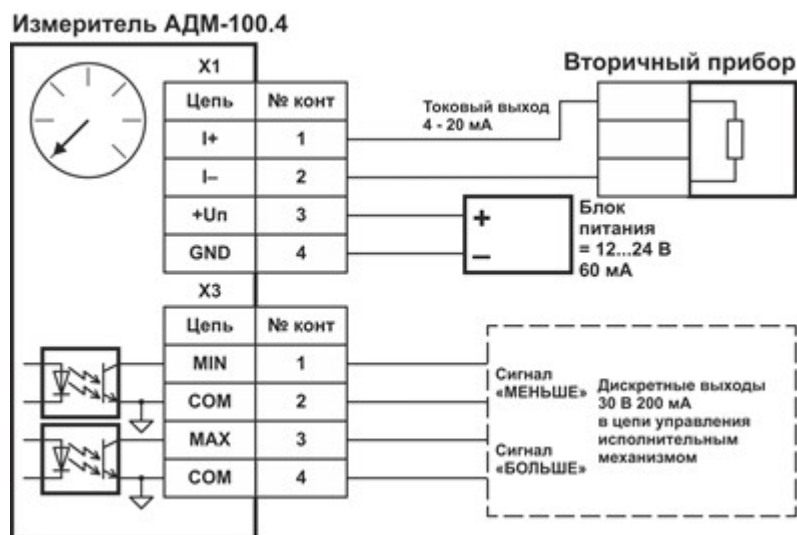 Измеритель АДМ-100.4
Вторичный прибор
X1
Цепь № конт
I+ 1
I– 2
+Uп 3
GND 4
Токовый выход
4 - 20 мА
+
–
Блок
питания
= 12...24 В
60 мА
X3
Цепь № конт
MIN 1
COM 2
MAX 3
COM 4
Сигнал
«МЕНЬШЕ»
Сигнал
«БОЛЬШЕ»
Дискретные выходы
30 В 200 мА
в цепи управления
исполнительным
механизмом